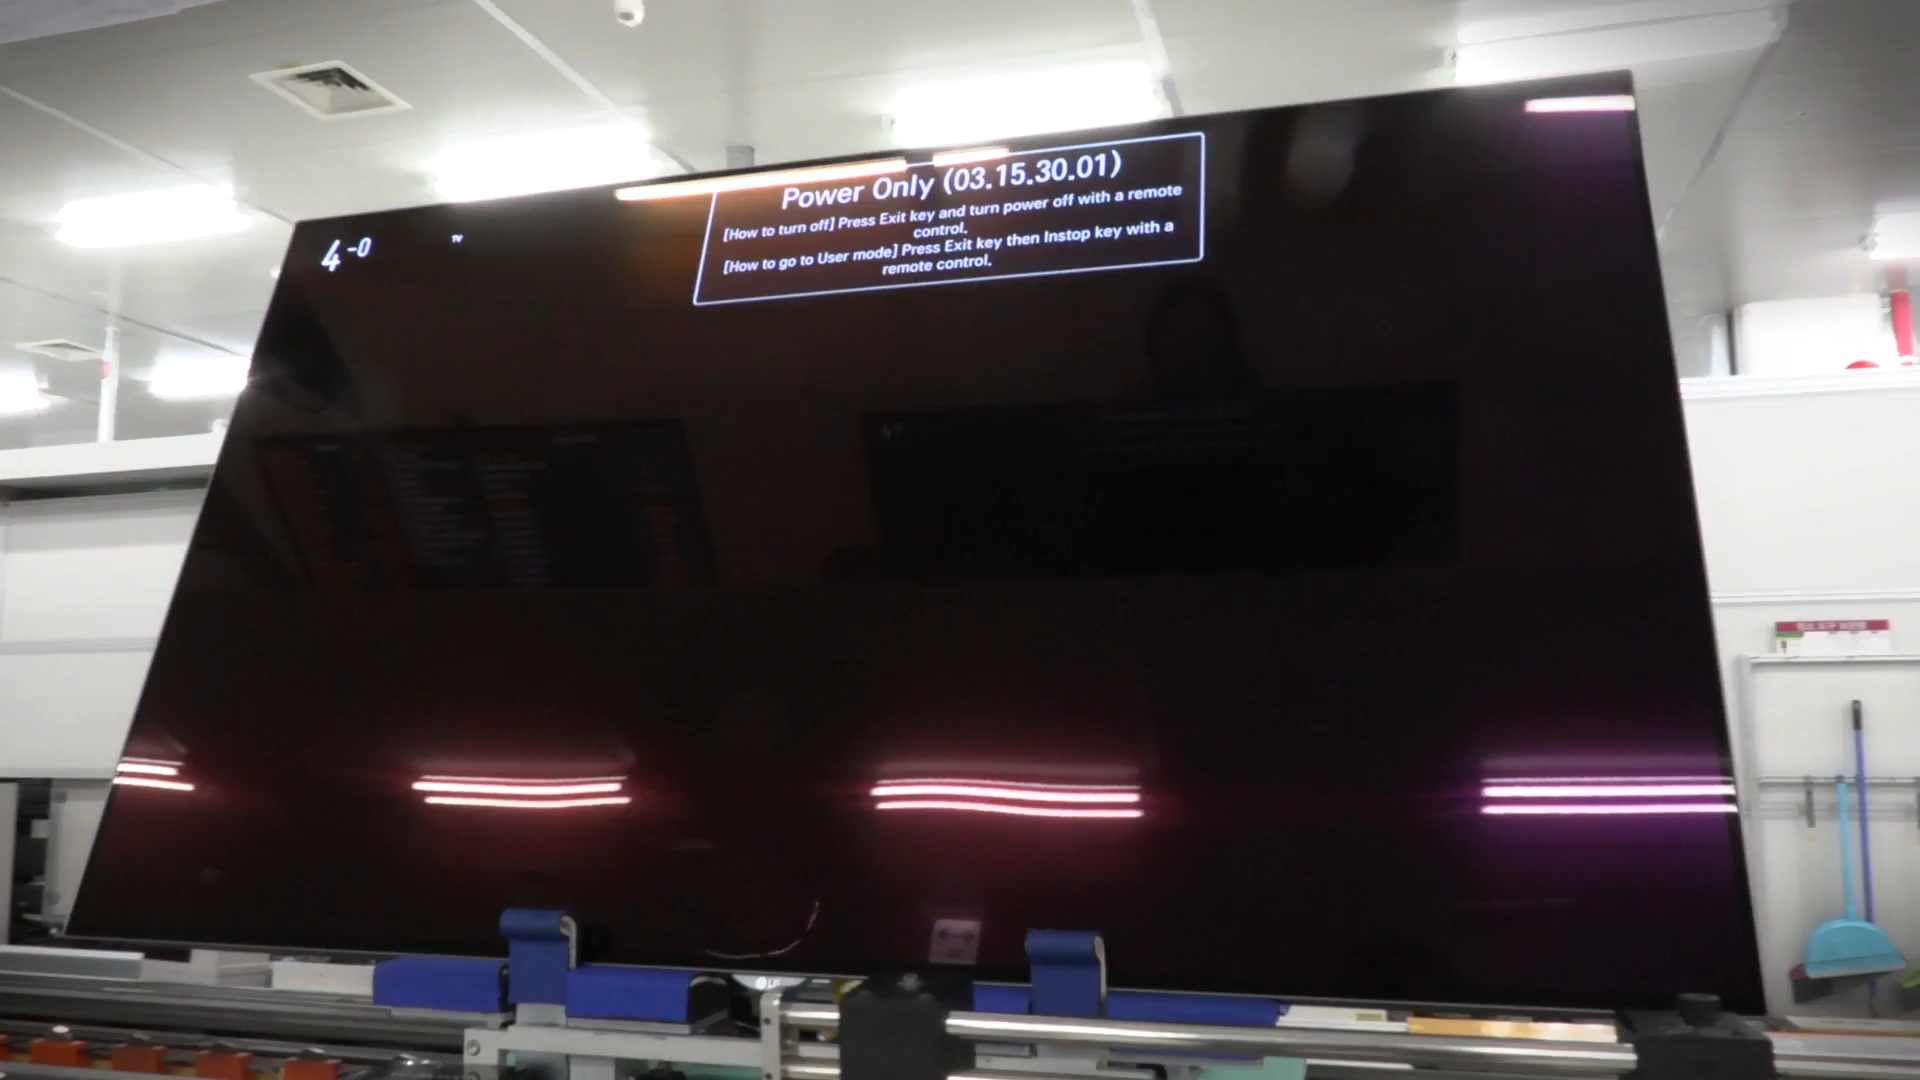 Power Only (03.15.30.01)
4-0
TV
[How to turn off] Press Exit key and turn power off with a remote
control.
[How to go to User mode] Press Exit key then Instop key with a
remote control.
LG